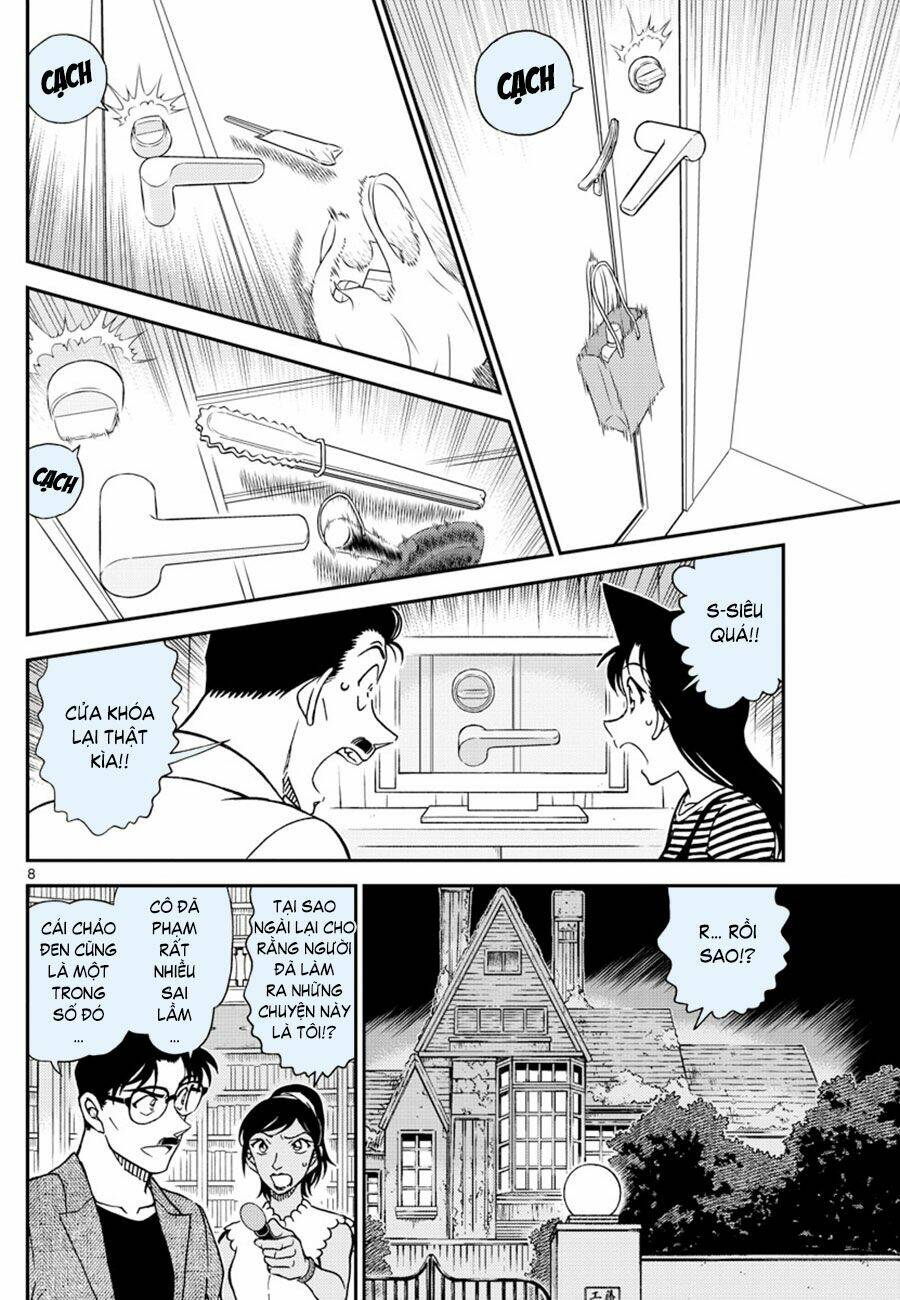 CẠCH
CẠCH
CẠCH
S-SIÊU
QUÁ!!
CỬA KHÓA
LẠI THẬT
KÌA!!
8
R... RỒI
SAO!?
TẠI SAO
NGÀI LẠI CHO
RẰNG NGƯỜI
ĐÃ LÀM
RA NHỮNG
CHUYỆN NÀY
LÀ TÔI!?
CÔ ĐÃ
PHẠM
RẤT
NHIỀU
SAI
LẦM
...
CÁI CHẢO
ĐEN CŨNG
LÀ MỘT
TRONG
SỐ ĐÓ
...
工藤